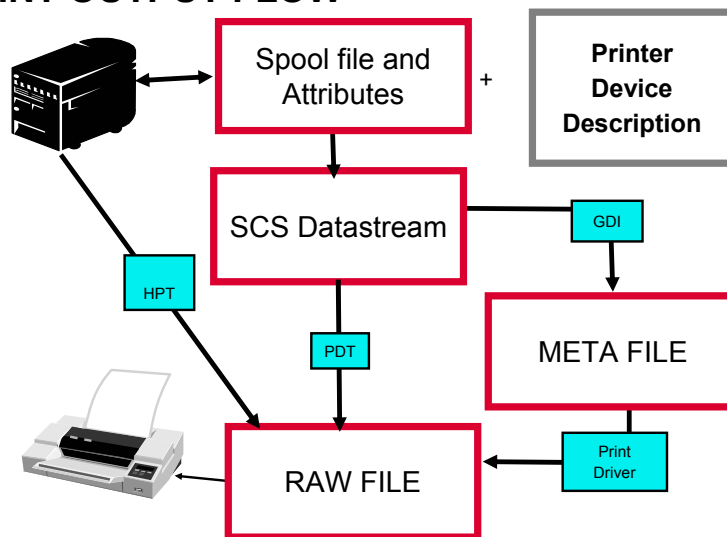 Spool file and
Attributes
+
Printer
Device
Description
SCS Datastream
GDI
HPT
PDT
META FILE
Print
Driver
RAW FILE